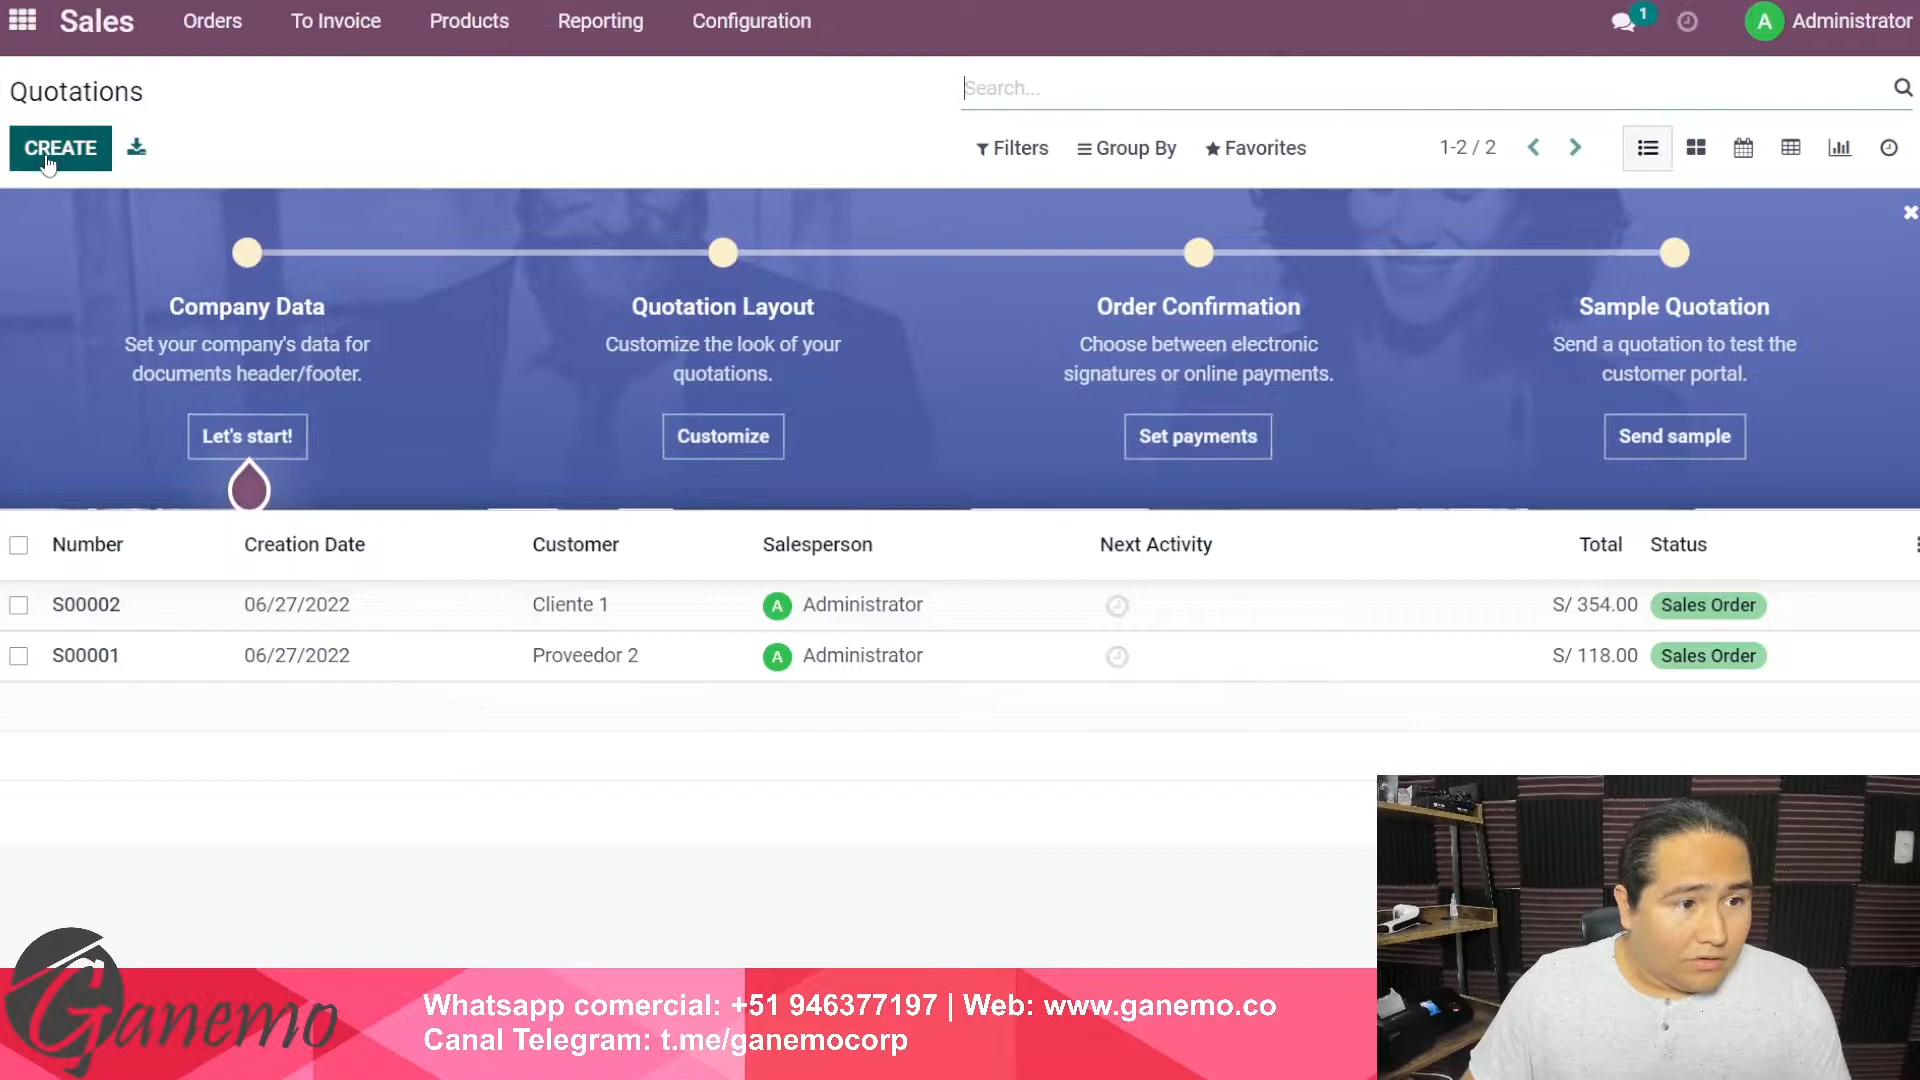 Sales Orders To Invoice Products Reporting Configuration 1 A Administrator
Quotations
Search...
CREATE
Filters Group By Favorites 1-2 / 2
Company Data
Set your company's data for
documents header/footer.
Let's start!
Quotation Layout
Customize the look of your
quotations.
Customize
Order Confirmation
Choose between electronic
signatures or online payments.
Set payments
Sample Quotation
Send a quotation to test the
customer portal.
Send sample
Number Creation Date Customer Salesperson Next Activity Total Status
S00002 06/27/2022 Cliente 1 A Administrator S/ 354.00 Sales Order
S00001 06/27/2022 Proveedor 2 A Administrator S/ 118.00 Sales Order
Ganemo
Whatsapp comercial: +51 946377197 | Web: www.ganemo.co
Canal Telegram: t.me/ganemocorp